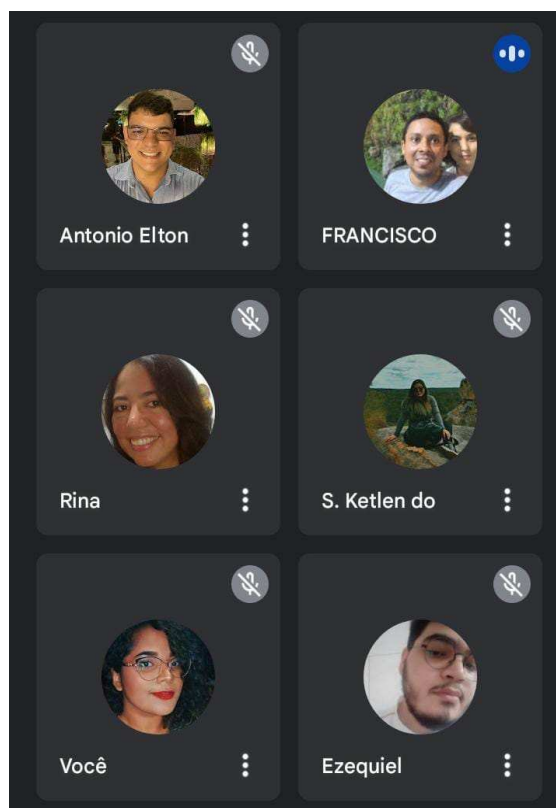 Antonio Elton
FRANCISCO
Rina
S. Ketlen do
Você
Ezequiel